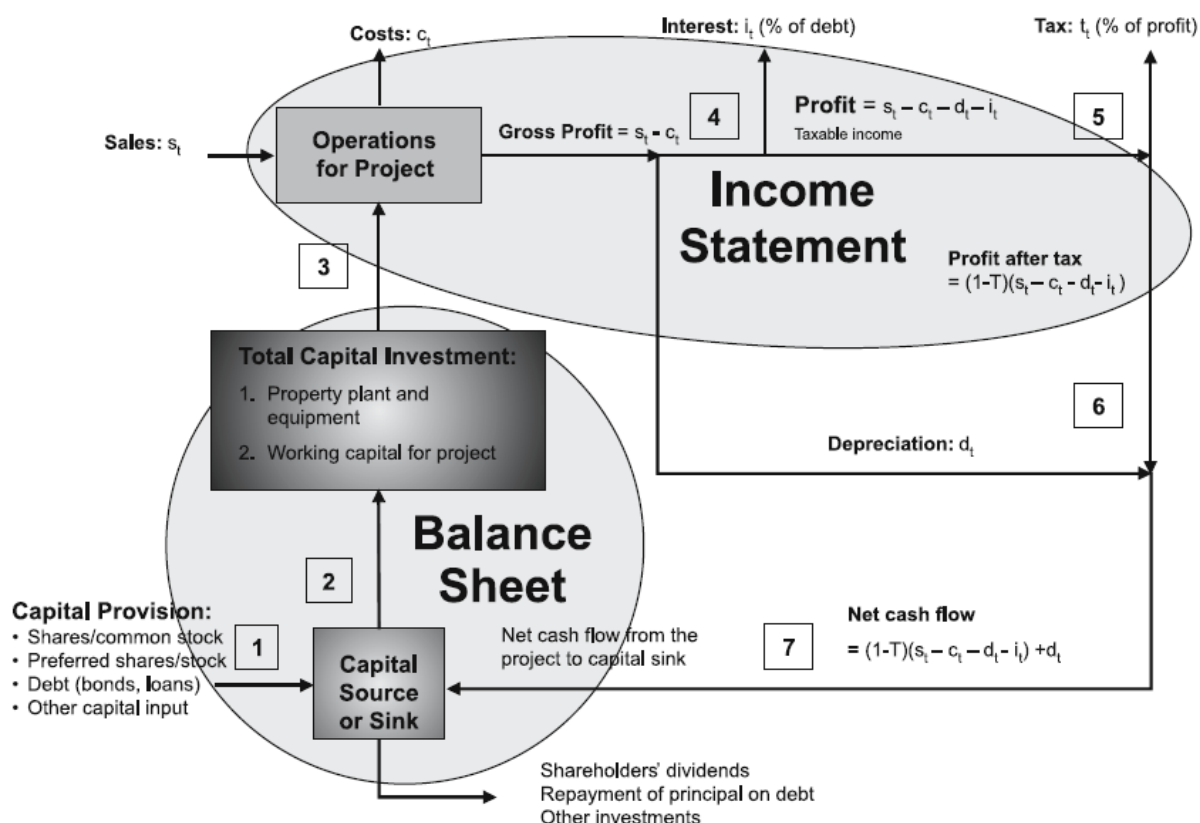 Costs: cₜ
Interest: iₜ (% of debt)
Tax: tₜ (% of profit)
Sales: sₜ
Operations
for Project
Gross Profit = sₜ - cₜ
4
Profit = sₜ – cₜ – dₜ – iₜ
Taxable income
5
Income
Statement
3
Profit after tax
= (1-T)(sₜ – cₜ - dₜ- iₜ )
Total Capital Investment:
1. Property plant and
equipment
2. Working capital for project
6
Depreciation: dₜ
Balance
Sheet
2
Capital Provision:
• Shares/common stock
• Preferred shares/stock
• Debt (bonds, loans)
• Other capital input
1
Capital
Source
or Sink
Net cash flow from the
project to capital sink
7
Net cash flow
= (1-T)(sₜ – cₜ – dₜ – iₜ) +dₜ
Shareholders' dividends
Repayment of principal on debt
Other investments